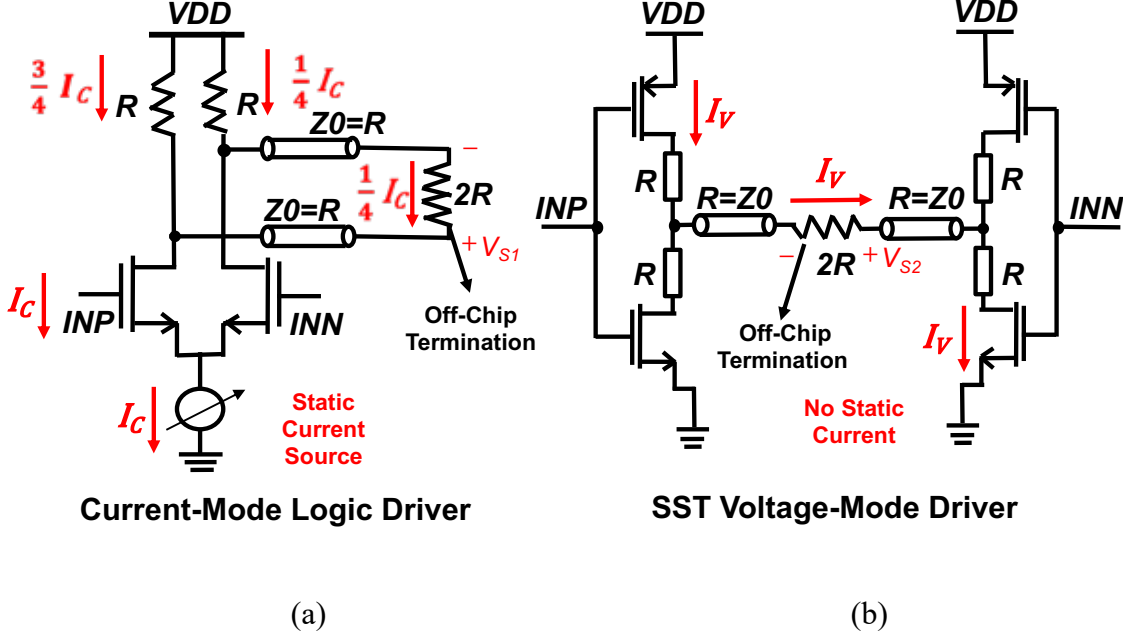 VDD
3/4 I_C
R
R
1/4 I_C
Z0=R
−
1/4 I_C
2R
Z0=R
+ V_S1
I_C
INP
INN
Off-Chip
Termination
I_C
Static
Current
Source
Current-Mode Logic Driver
(a)
VDD
VDD
I_V
R
R
INP
R=Z0
I_V
R=Z0
INN
−
2R
+ V_S2
R
R
Off-Chip
Termination
I_V
No Static
Current
SST Voltage-Mode Driver
(b)